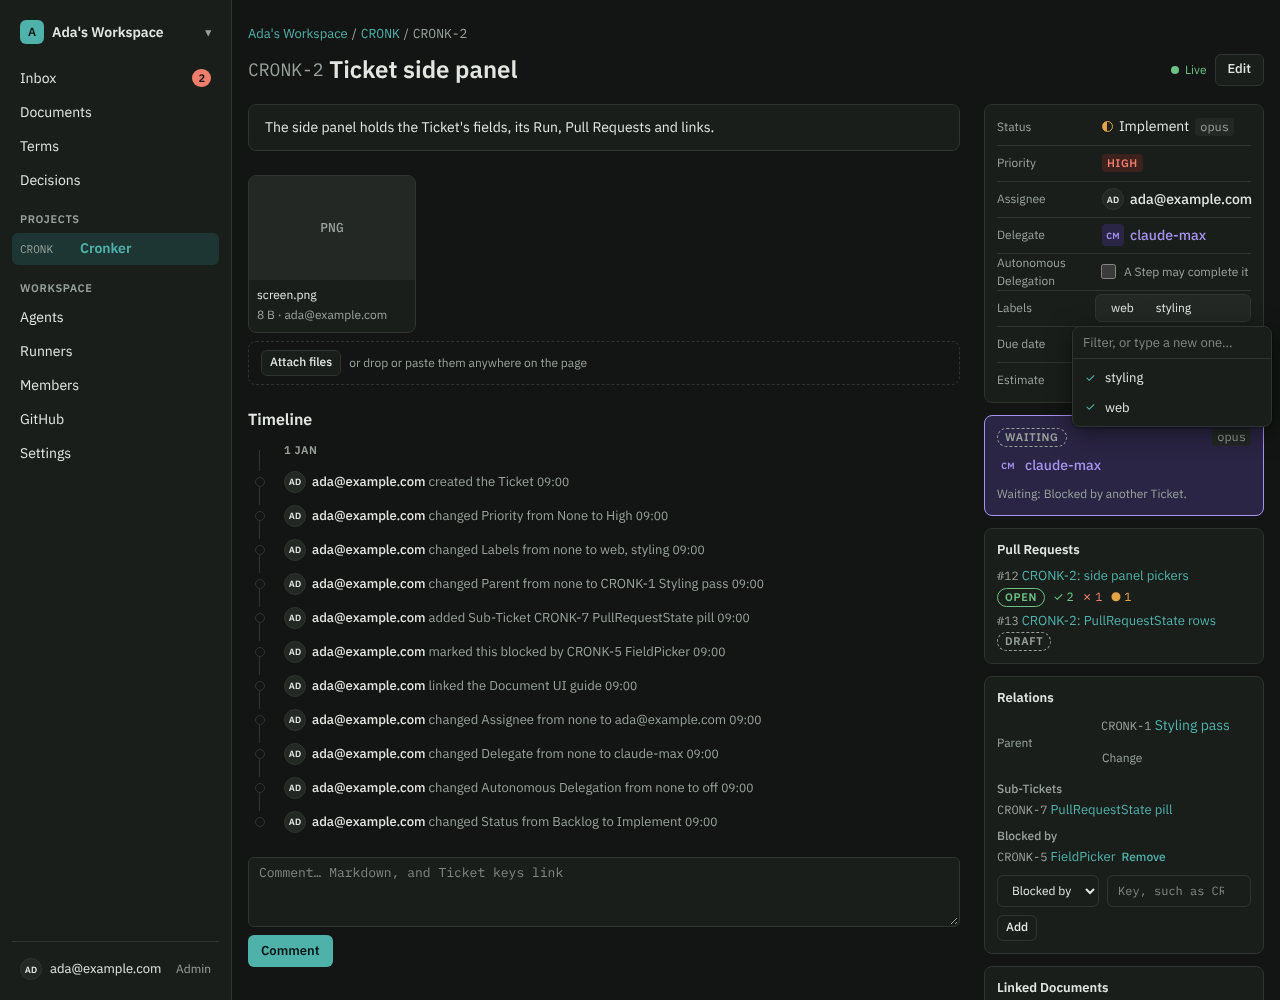 A Ada's Workspace ▾
Inbox 2
Documents
Terms
Decisions
PROJECTS
CRONK Cronker
WORKSPACE
Agents
Runners
Members
GitHub
Settings
AD ada@example.com Admin
Ada's Workspace / CRONK / CRONK-2
CRONK-2 Ticket side panel
Live Edit
The side panel holds the Ticket's fields, its Run, Pull Requests and links.
PNG
screen.png
8 B · ada@example.com
Attach files or drop or paste them anywhere on the page
Timeline
1 JAN
AD ada@example.com created the Ticket 09:00
AD ada@example.com changed Priority from None to High 09:00
AD ada@example.com changed Labels from none to web, styling 09:00
AD ada@example.com changed Parent from none to CRONK-1 Styling pass 09:00
AD ada@example.com added Sub-Ticket CRONK-7 PullRequestState pill 09:00
AD ada@example.com marked this blocked by CRONK-5 FieldPicker 09:00
AD ada@example.com linked the Document UI guide 09:00
AD ada@example.com changed Assignee from none to ada@example.com 09:00
AD ada@example.com changed Delegate from none to claude-max 09:00
AD ada@example.com changed Autonomous Delegation from none to off 09:00
AD ada@example.com changed Status from Backlog to Implement 09:00
Comment… Markdown, and Ticket keys link
Comment
Status Implement opus
Priority HIGH
Assignee AD ada@example.com
Delegate CM claude-max
Autonomous
Delegation
A Step may complete it
Labels web styling
Due date
Estimate
Filter, or type a new one…
✓ styling
✓ web
WAITING opus
CM claude-max
Waiting: Blocked by another Ticket.
Pull Requests
#12 CRONK-2: side panel pickers
OPEN ✓ 2 × 1 ● 1
#13 CRONK-2: PullRequestState rows
DRAFT
Relations
Parent
CRONK-1 Styling pass
Change
Sub-Tickets
CRONK-7 PullRequestState pill
Blocked by
CRONK-5 FieldPicker Remove
Blocked by Key, such as CR
Add
Linked Documents